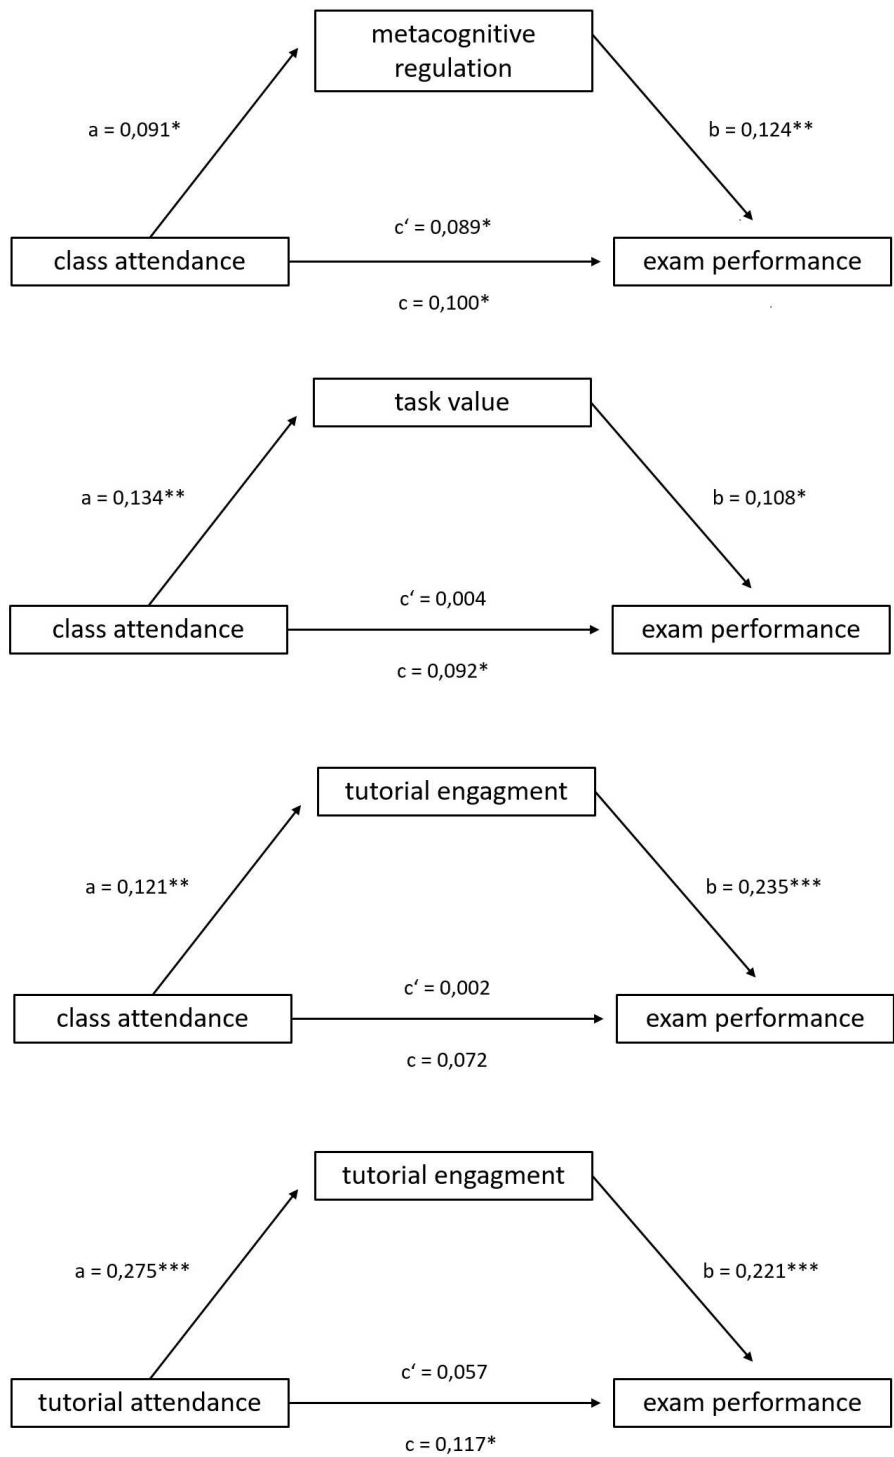 metacognitive
regulation
a = 0,091*
b = 0,124**
c‘ = 0,089*
class attendance
exam performance
c = 0,100*
task value
a = 0,134**
b = 0,108*
c‘ = 0,004
class attendance
exam performance
c = 0,092*
tutorial engagment
a = 0,121**
b = 0,235***
c‘ = 0,002
class attendance
exam performance
c = 0,072
tutorial engagment
a = 0,275***
b = 0,221***
c‘ = 0,057
tutorial attendance
exam performance
c = 0,117*